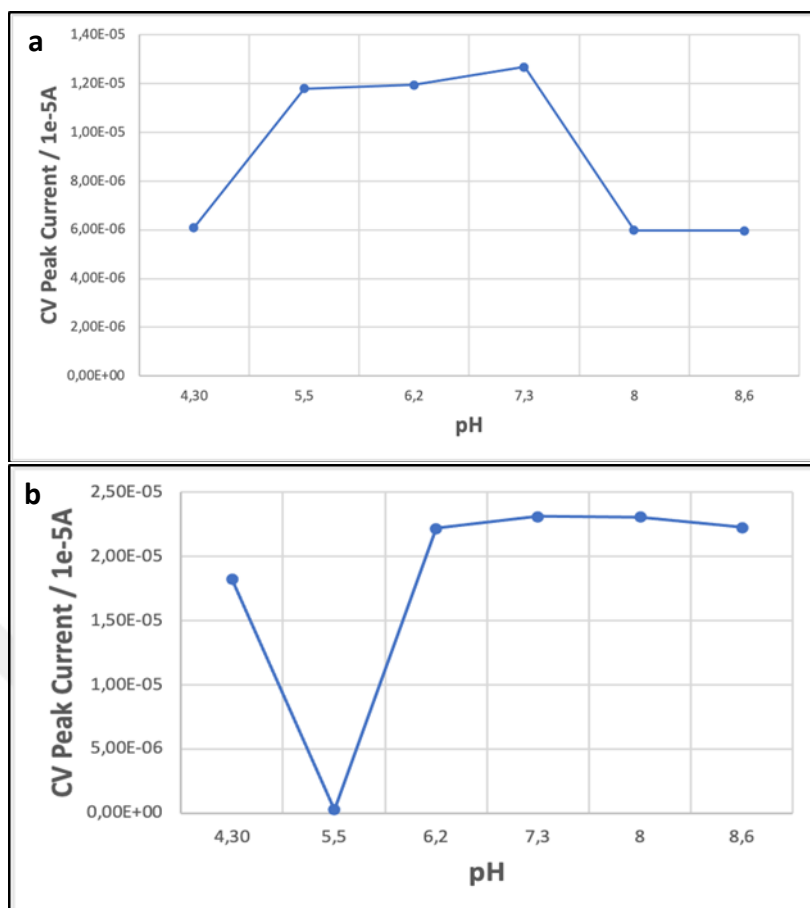 a
CV Peak Current / 1e-5A
1,40E-05
1,20E-05
1,00E-05
8,00E-06
6,00E-06
4,00E-06
2,00E-06
0,00E+00
4,30 5,5 6,2 7,3 8 8,6
pH
b
CV Peak Current / 1e-5A
2,50E-05
2,00E-05
1,50E-05
1,00E-05
5,00E-06
0,00E+00
4,30 5,5 6,2 7,3 8 8,6
pH